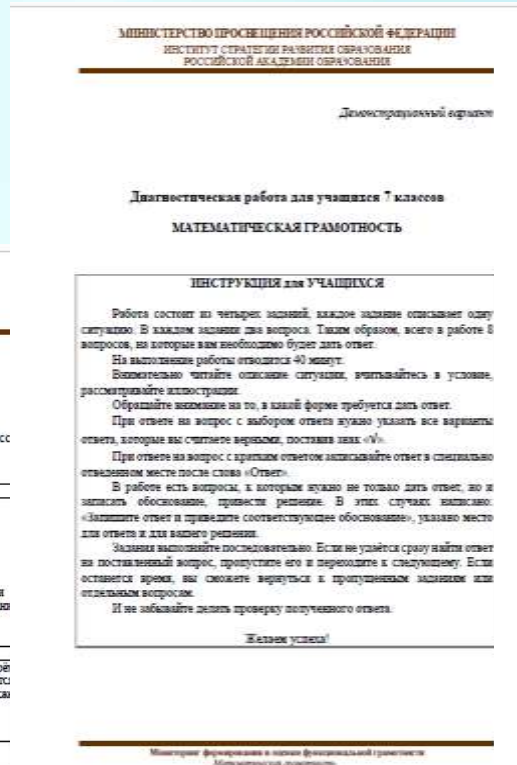 МИНИСТЕРСТВО ПРОСВЕЩЕНИЯ РОССИЙСКОЙ ФЕДЕРАЦИИ
ИНСТИТУТ СТРАТЕГИИ РАЗВИТИЯ ОБРАЗОВАНИЯ
РОССИЙСКОЙ АКАДЕМИИ ОБРАЗОВАНИЯ
Демонстрационный вариант
Диагностическая работа для учащихся 7 классов
МАТЕМАТИЧЕСКАЯ ГРАМОТНОСТЬ
ИНСТРУКЦИЯ для УЧАЩИХСЯ
Работа состоит из четырех заданий, каждое задание описывает одну
ситуацию. В каждом задании два вопроса. Таким образом, всего в работе 8
вопросов, на которые вам необходимо будет дать ответ.
На выполнение работы отводится 40 минут.
Внимательно читайте описание ситуации, вчитывайтесь в условие,
рассматривайте иллюстрации.
Обращайте внимание на то, в какой форме требуется дать ответ.
При ответе на вопрос с выбором ответа нужно указать все варианты
ответа, которые вы считаете верными, поставив знак «√».
При ответе на вопрос с кратким ответом записывайте ответ в специально
отведенном месте после слова «Ответ».
В работе есть вопросы, к которым нужно не только дать ответ, но и
записать обоснование, привести решение. В этих случаях написано:
«Запишите ответ и приведите соответствующее обоснование», указано место
для ответа и для вашего решения.
Задания выполняйте последовательно. Если не удаётся сразу найти ответ
на поставленный вопрос, пропустите его и переходите к следующему. Если
останется время, вы сможете вернуться к пропущенным заданиям или
отдельным вопросам.
И не забывайте делать проверку полученного ответа.
Желаем успеха!
Мониторинг формирования и оценки функциональной грамотности
Математическая грамотность